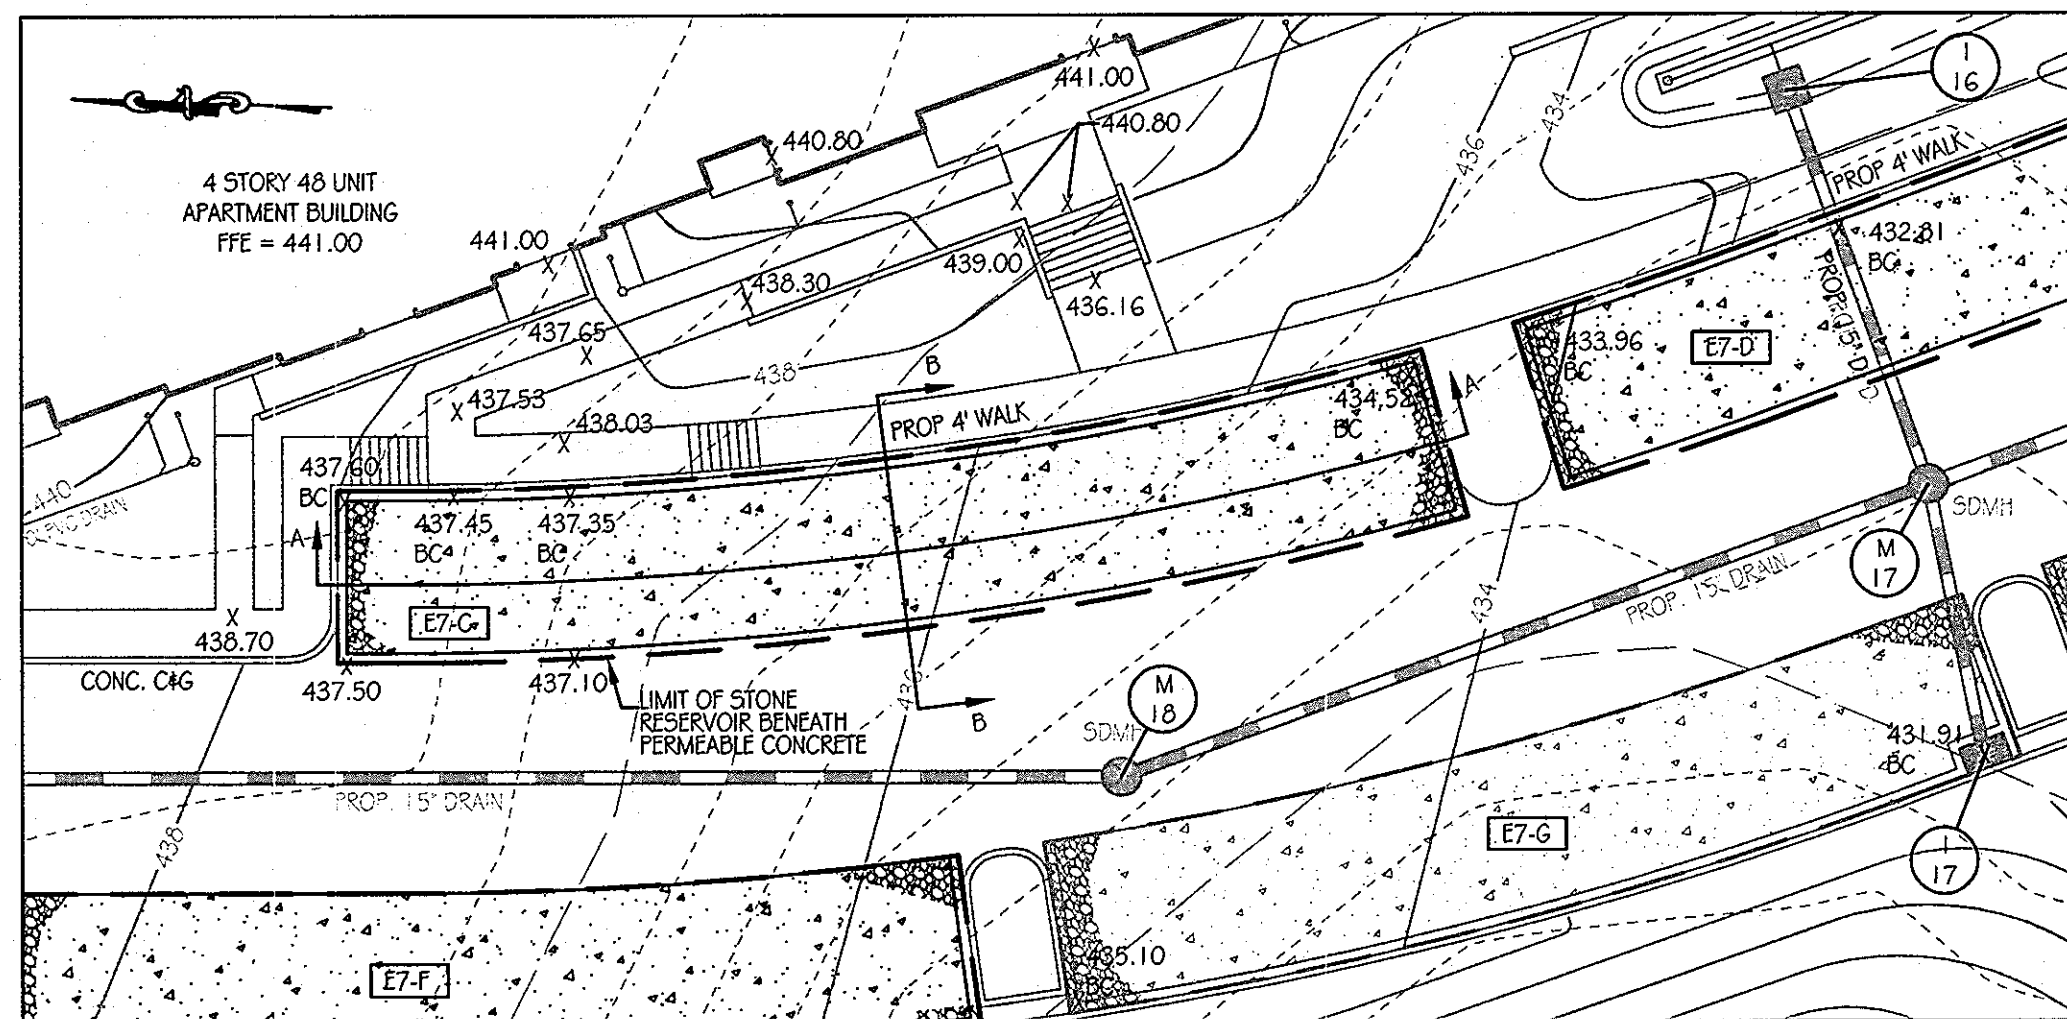 441.00
I
16
440.80
440.80
434
436
PROP 4' WALK
4 STORY 48 UNIT
APARTMENT BUILDING
FFE = 441.00
441.00
439.00
438.30
436.16
432.81
BC
PROP. 15" D
437.65
433.96
BC
E7-D
438
B
A
437.53
438.03
PROP 4' WALK
434.52
BC
437.60
BC
440
PVC DRAIN
SDMH
437.45
BC
437.35
BC
A
M
17
PROP. 15" DRAIN
434
E7-C
438.70
CONC. C&G
437.50
437.10
LIMIT OF STONE
RESERVOIR BENEATH
PERMEABLE CONCRETE
436
B
M
18
SDMH
431.91
BC
PROP. 15" DRAIN
438
E7-G
I
17
435.10
BC
E7-F